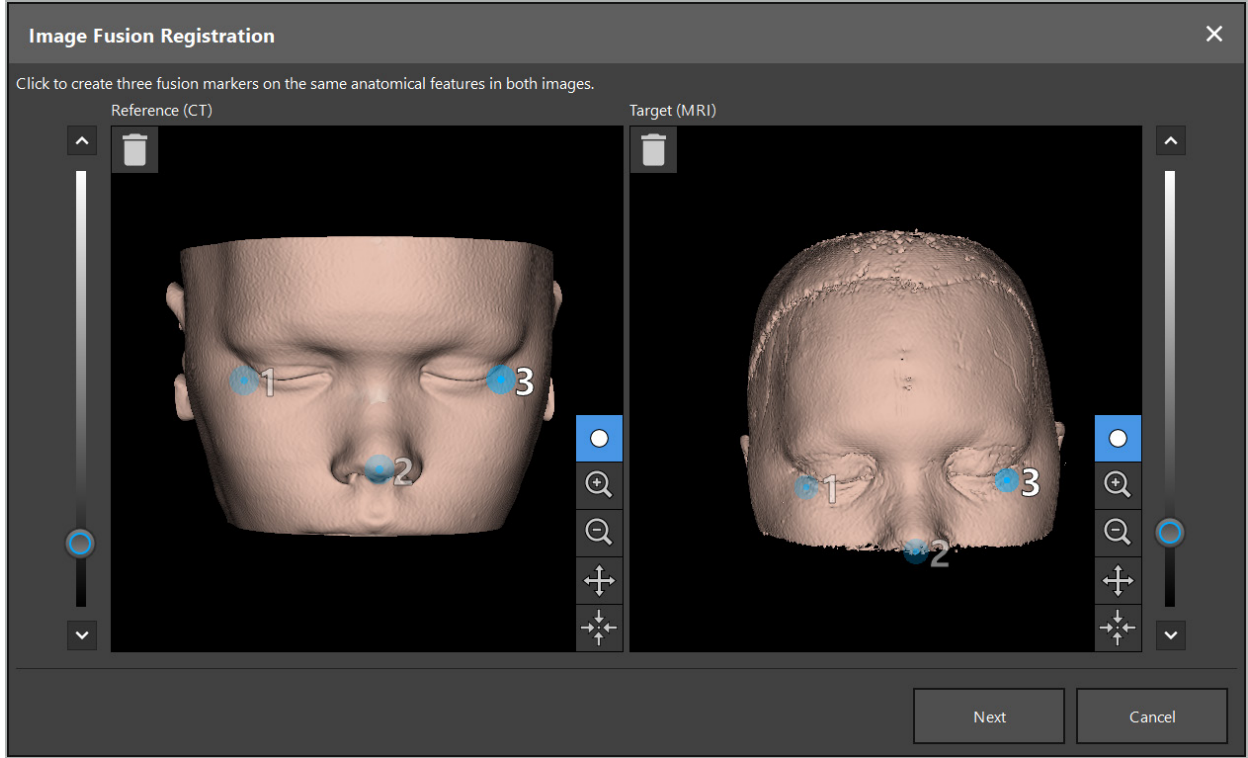 Image Fusion Registration
Click to create three fusion markers on the same anatomical features in both images.
Reference (CT)
Target (MRI)
1
3
2
1
3
2
Next
Cancel